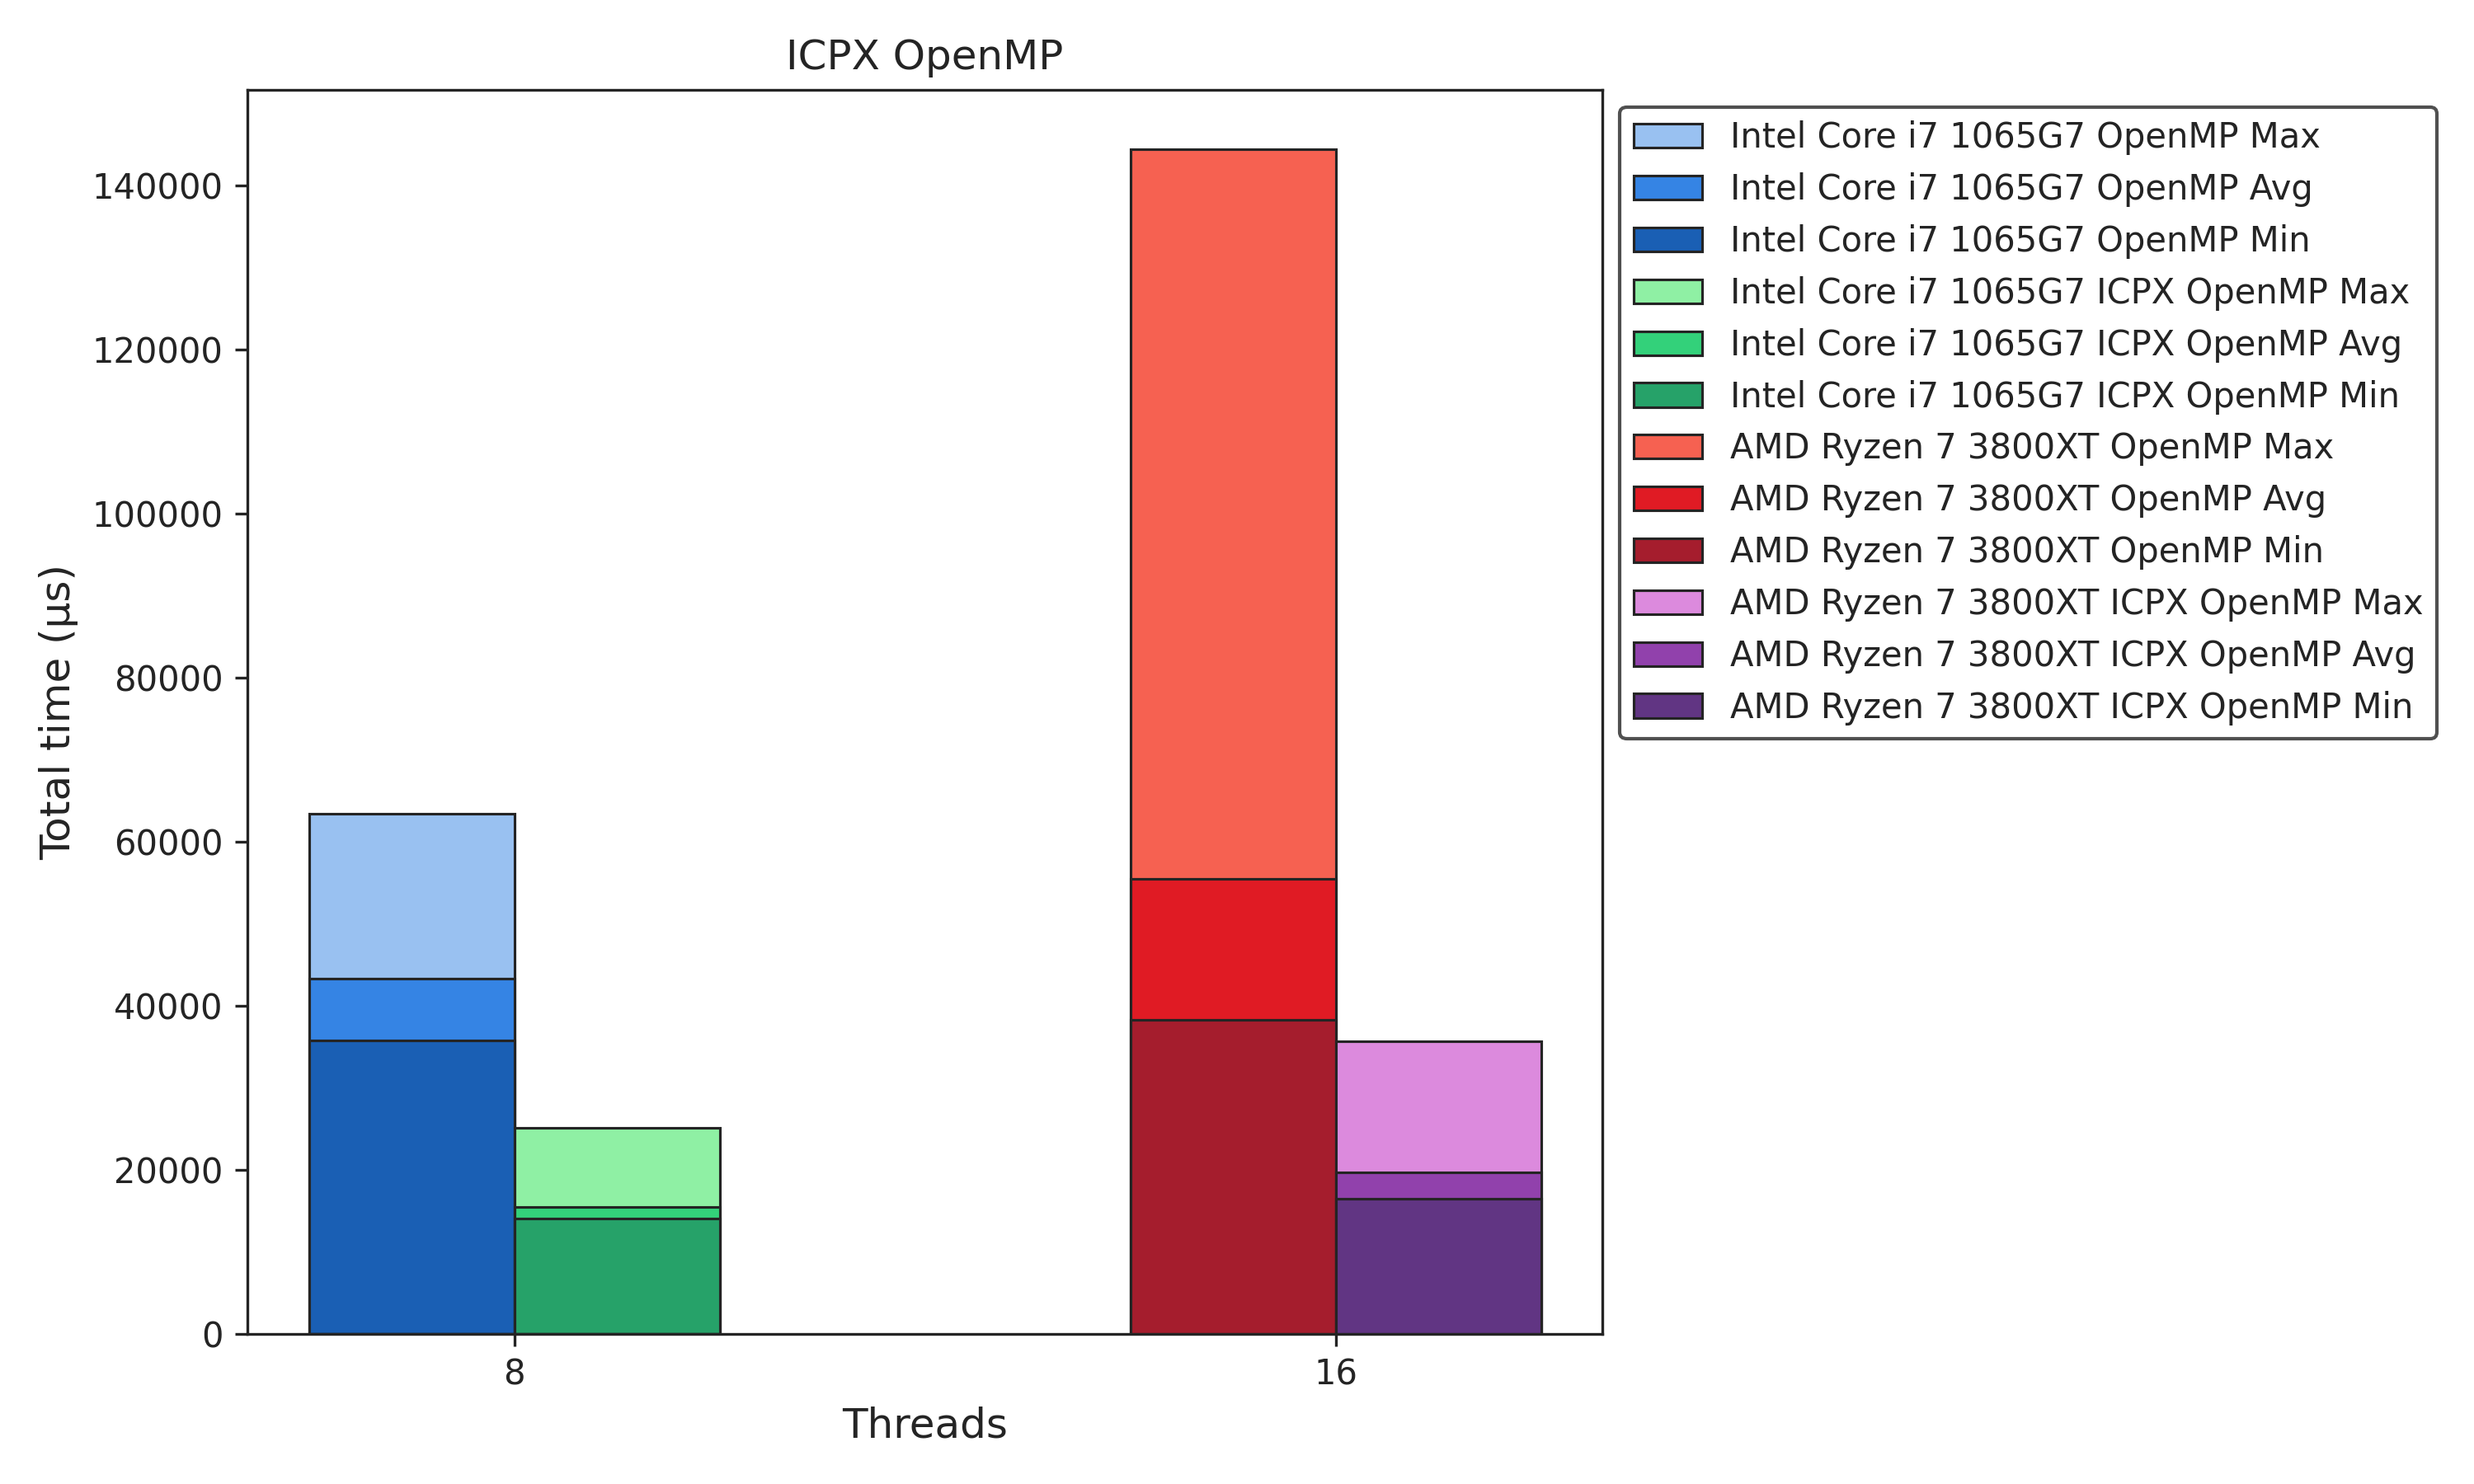 ICPX OpenMP
140000
120000
100000
80000
60000
40000
20000
0
Total time (µs)
8
16
Threads
Intel Core i7 1065G7 OpenMP Max
Intel Core i7 1065G7 OpenMP Avg
Intel Core i7 1065G7 OpenMP Min
Intel Core i7 1065G7 ICPX OpenMP Max
Intel Core i7 1065G7 ICPX OpenMP Avg
Intel Core i7 1065G7 ICPX OpenMP Min
AMD Ryzen 7 3800XT OpenMP Max
AMD Ryzen 7 3800XT OpenMP Avg
AMD Ryzen 7 3800XT OpenMP Min
AMD Ryzen 7 3800XT ICPX OpenMP Max
AMD Ryzen 7 3800XT ICPX OpenMP Avg
AMD Ryzen 7 3800XT ICPX OpenMP Min